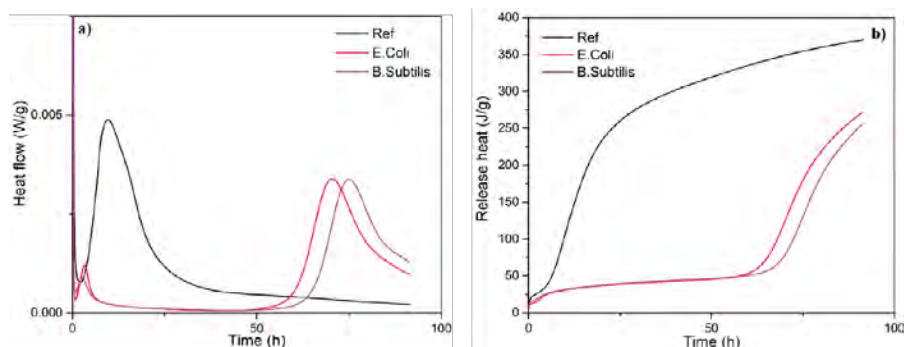 a)
Ref
E.Coli
B.Subtilis
Heat flow (W/g)
0.005
0.000
0
50
100
Time (h)
b)
Ref
E.Coli
B.Subtilis
Release heat (J/g)
400
350
300
250
200
150
100
50
0
0
50
100
Time (h)